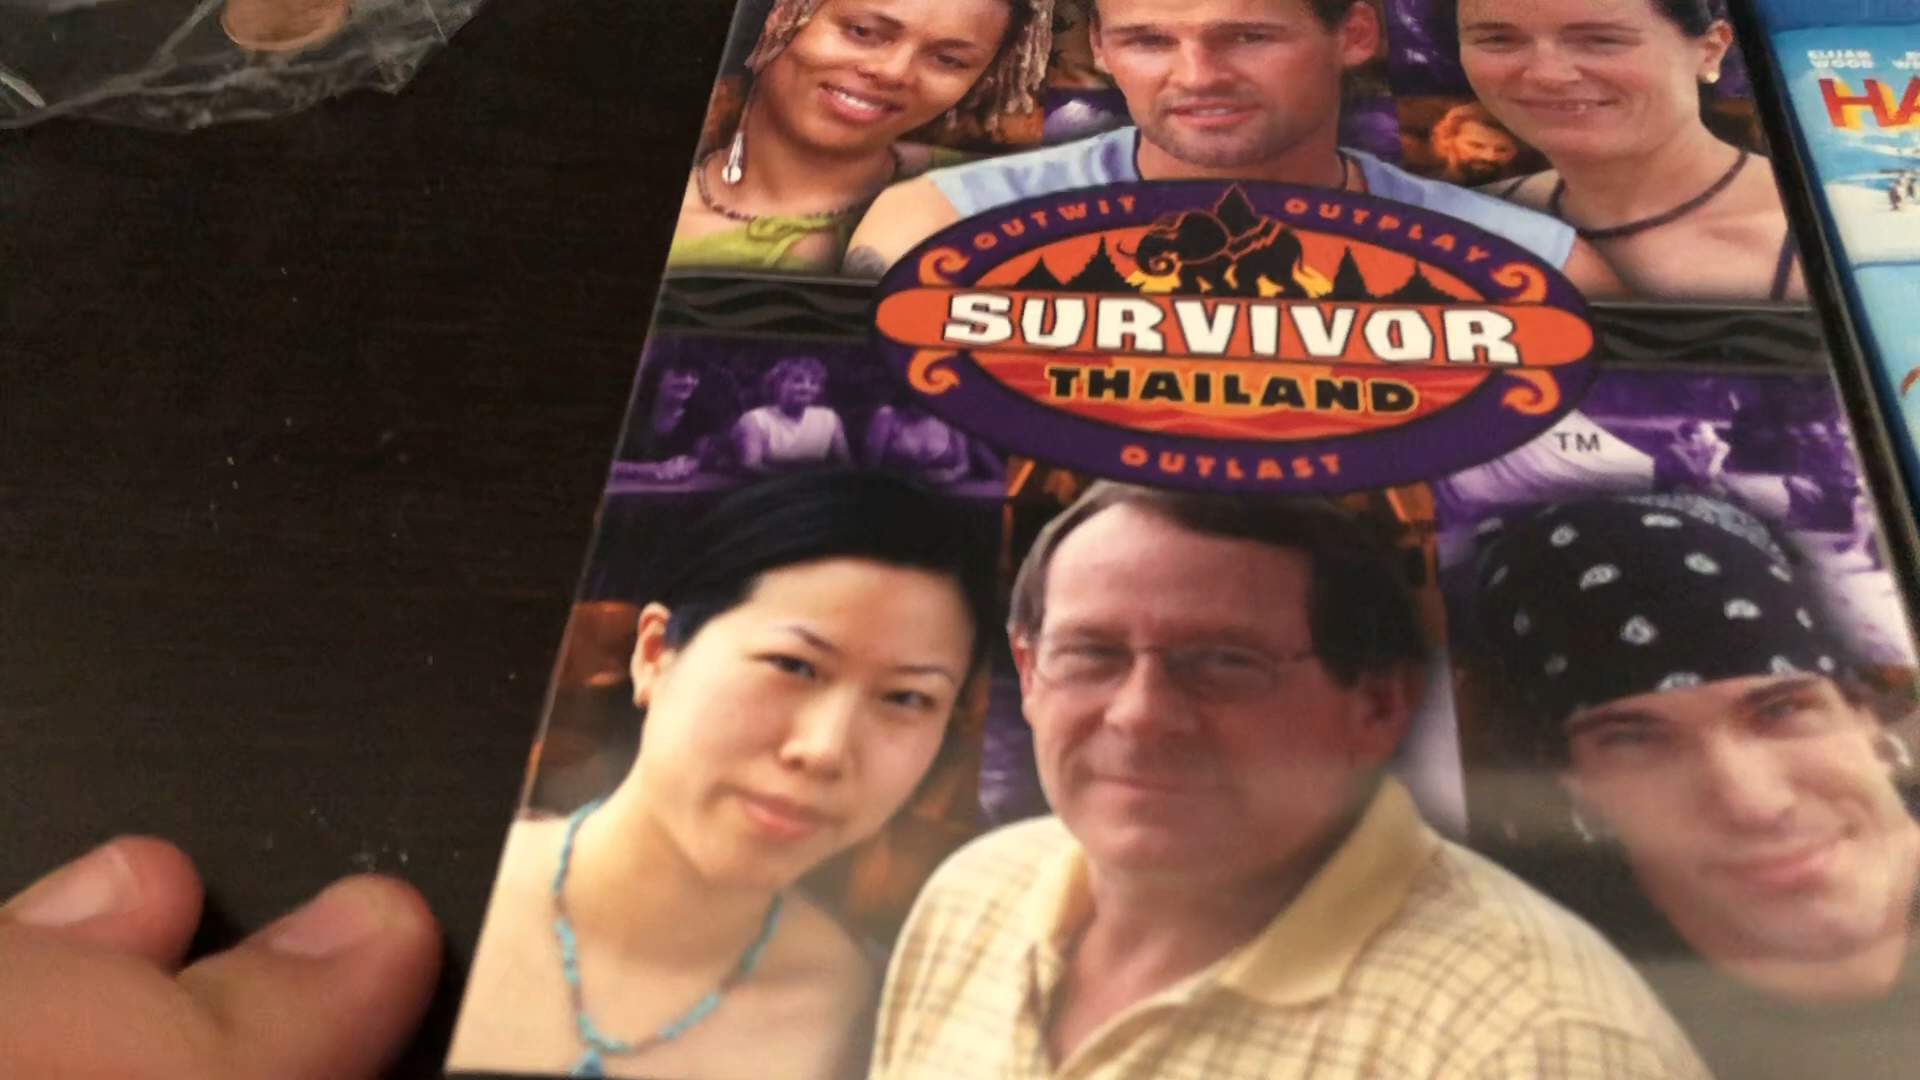 OUTWIT OUTPLAY
SURVIVOR
THAILAND
OUTLAST
TM
ELIJAH
WOOD
HA